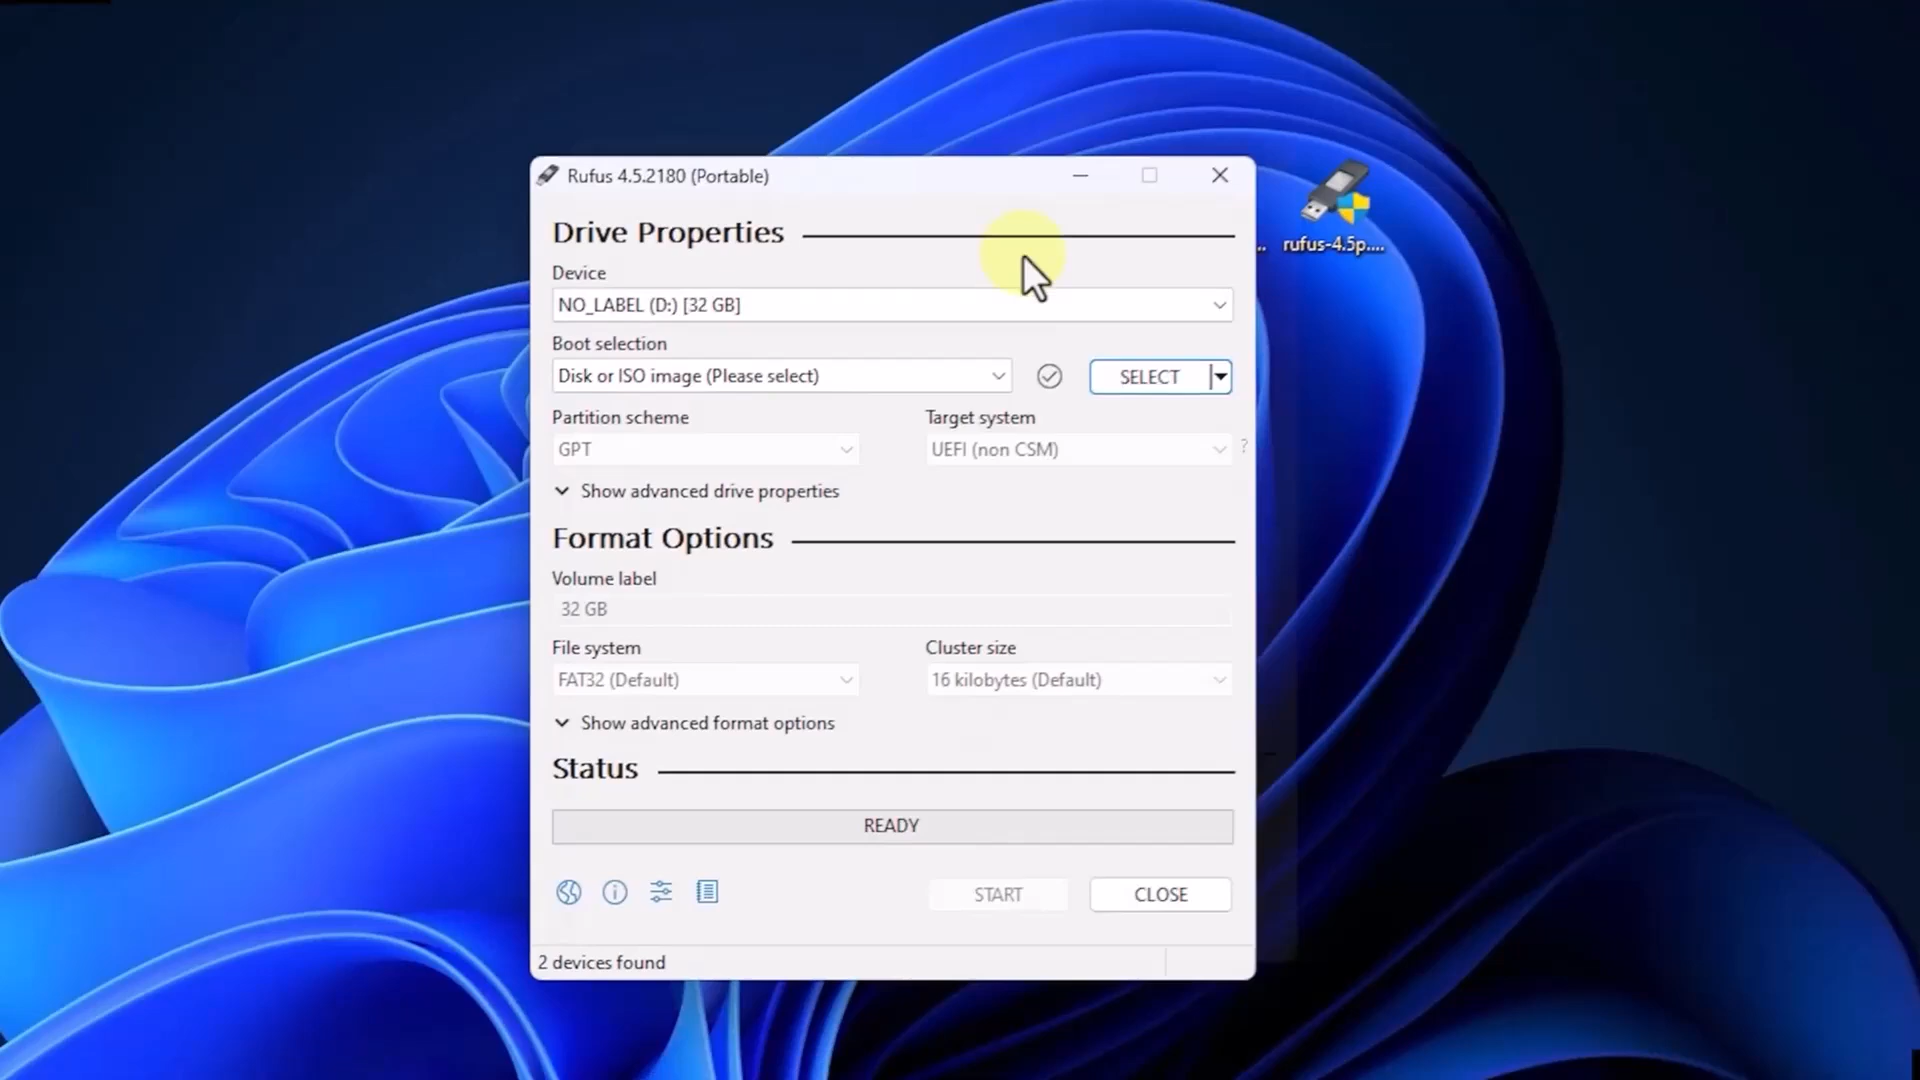 Rufus 4.5.2180 (Portable)
rufus-4.5p....
Drive Properties
Device
NO_LABEL (D:) [32 GB]
Boot selection
Disk or ISO image (Please select)
SELECT
Partition scheme
Target system
GPT
UEFI (non CSM)
?
Show advanced drive properties
Format Options
Volume label
32 GB
File system
Cluster size
FAT32 (Default)
16 kilobytes (Default)
Show advanced format options
Status
READY
START
CLOSE
2 devices found